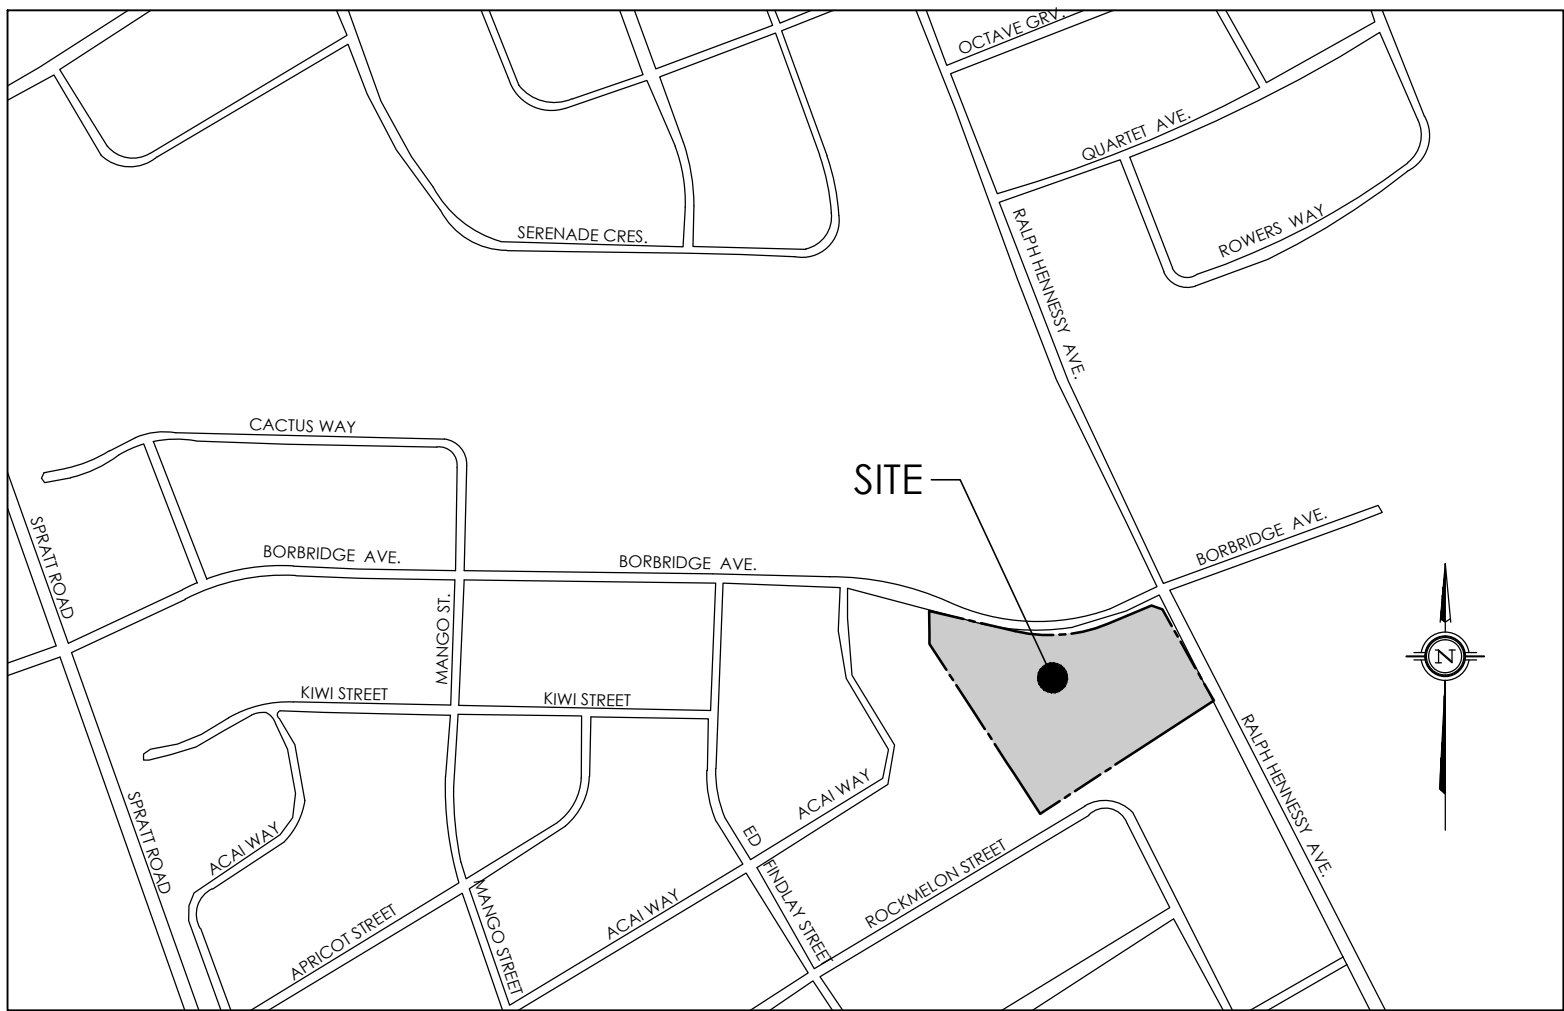 OCTAVE GRV.
QUARTET AVE.
SERENADE CRES.
RALPH HENNESSY AVE.
ROWERS WAY
CACTUS WAY
SITE
SPRATT ROAD
BORBRIDGE AVE.
BORBRIDGE AVE.
BORBRIDGE AVE.
MANGO ST.
N
KIWI STREET
KIWI STREET
SPRATT ROAD
ACAI WAY
ACAI WAY
RALPH HENNESSY AVE.
ED FINDLAY STREET
ROCKMELON STREET
APRICOT STREET
MANGO STREET
ACAI WAY